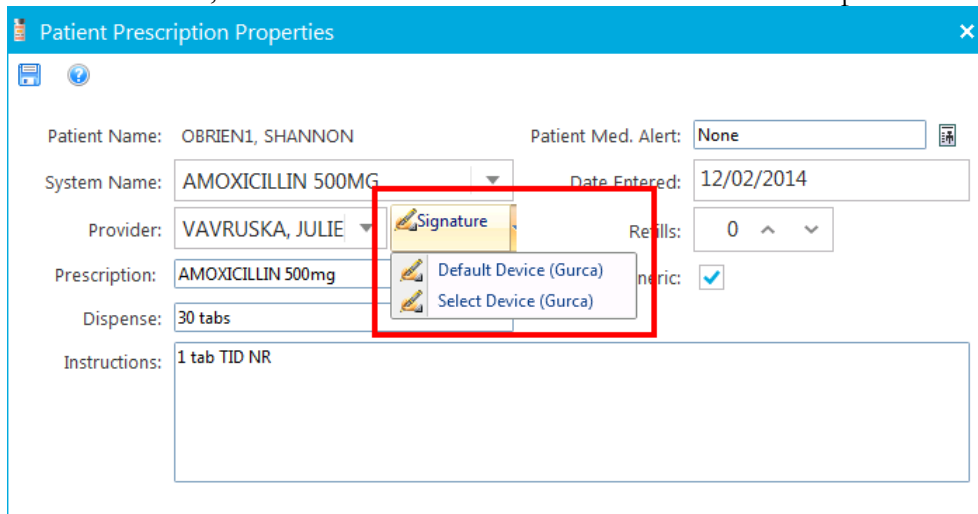 Patient Prescription Properties
Patient Name: OBRIEN1, SHANNON Patient Med. Alert: None
System Name: AMOXICILLIN 500MG Date Entered: 12/02/2014
Provider: VAVRUSKA, JULIE Signature Refills: 0
Prescription: AMOXICILLIN 500mg Default Device (Gurca) neric:
Select Device (Gurca)
Dispense: 30 tabs
Instructions: 1 tab TID NR